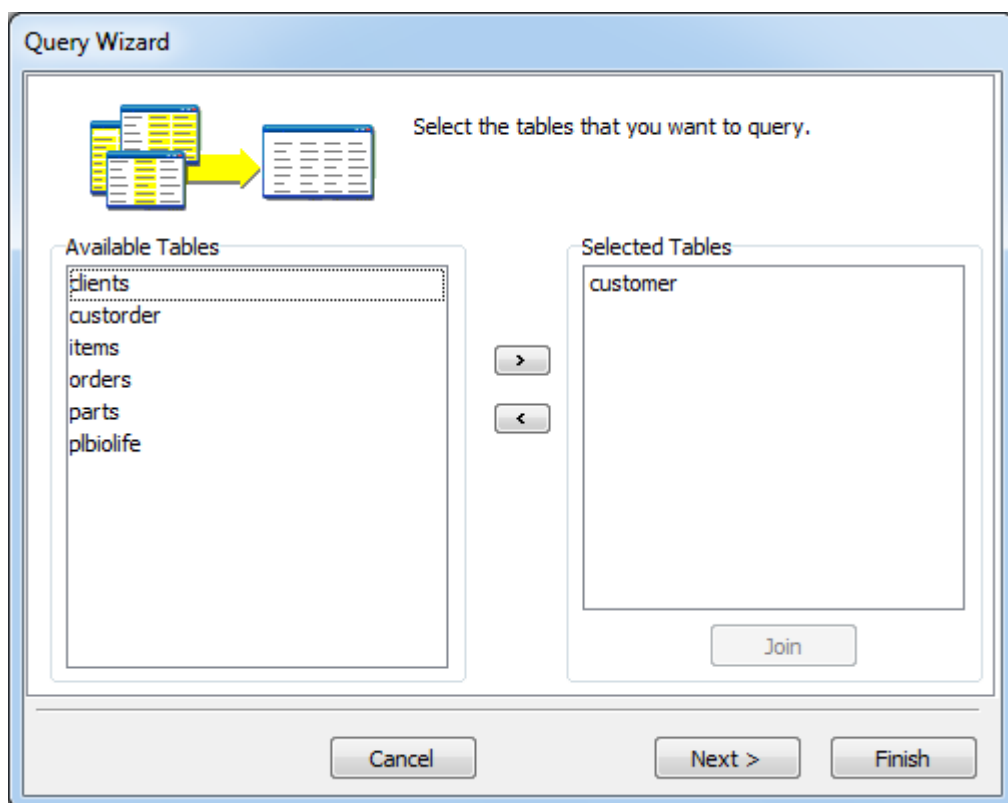 Query Wizard
Select the tables that you want to query.
Available Tables
clients
custorder
items
orders
parts
plbiolife
>
<
Selected Tables
customer
Join
Cancel
Next >
Finish